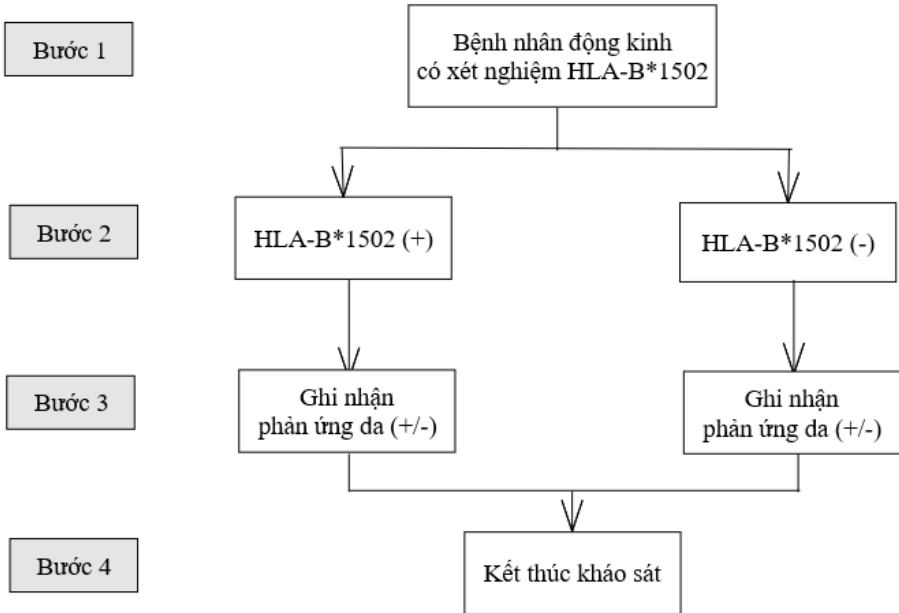 Bước 1
Bệnh nhân động kinh
có xét nghiệm HLA-B*1502
Bước 2
HLA-B*1502 (+)
HLA-B*1502 (-)
Bước 3
Ghi nhận
phản ứng da (+/-)
Ghi nhận
phản ứng da (+/-)
Bước 4
Kết thúc khảo sát